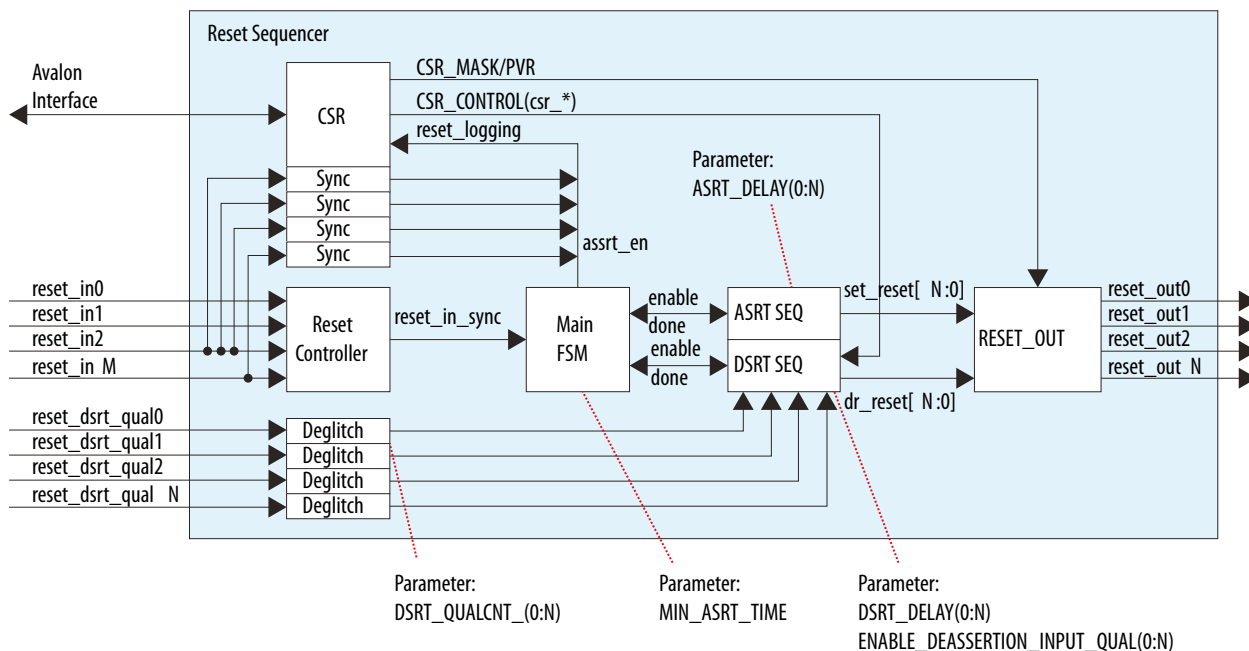 Reset Sequencer
Avalon
Interface
CSR
CSR_MASK/PVR
CSR_CONTROL(csr_*)
reset_logging
Sync
Sync
Sync
Sync
assrt_en
Parameter:
ASRT_DELAY(0:N)
reset_in0
reset_in1
reset_in2
reset_in M
Reset
Controller
reset_in_sync
Main
FSM
enable
done
enable
done
ASRT SEQ
DSRT SEQ
set_reset[ N :0]
dr_reset[ N :0]
RESET_OUT
reset_out0
reset_out1
reset_out2
reset_out N
reset_dsrt_qual0
reset_dsrt_qual1
reset_dsrt_qual2
reset_dsrt_qual N
Deglitch
Deglitch
Deglitch
Deglitch
Parameter:
DSRT_QUALCNT_(0:N)
Parameter:
MIN_ASRT_TIME
Parameter:
DSRT_DELAY(0:N)
ENABLE_DEASSERTION_INPUT_QUAL(0:N)